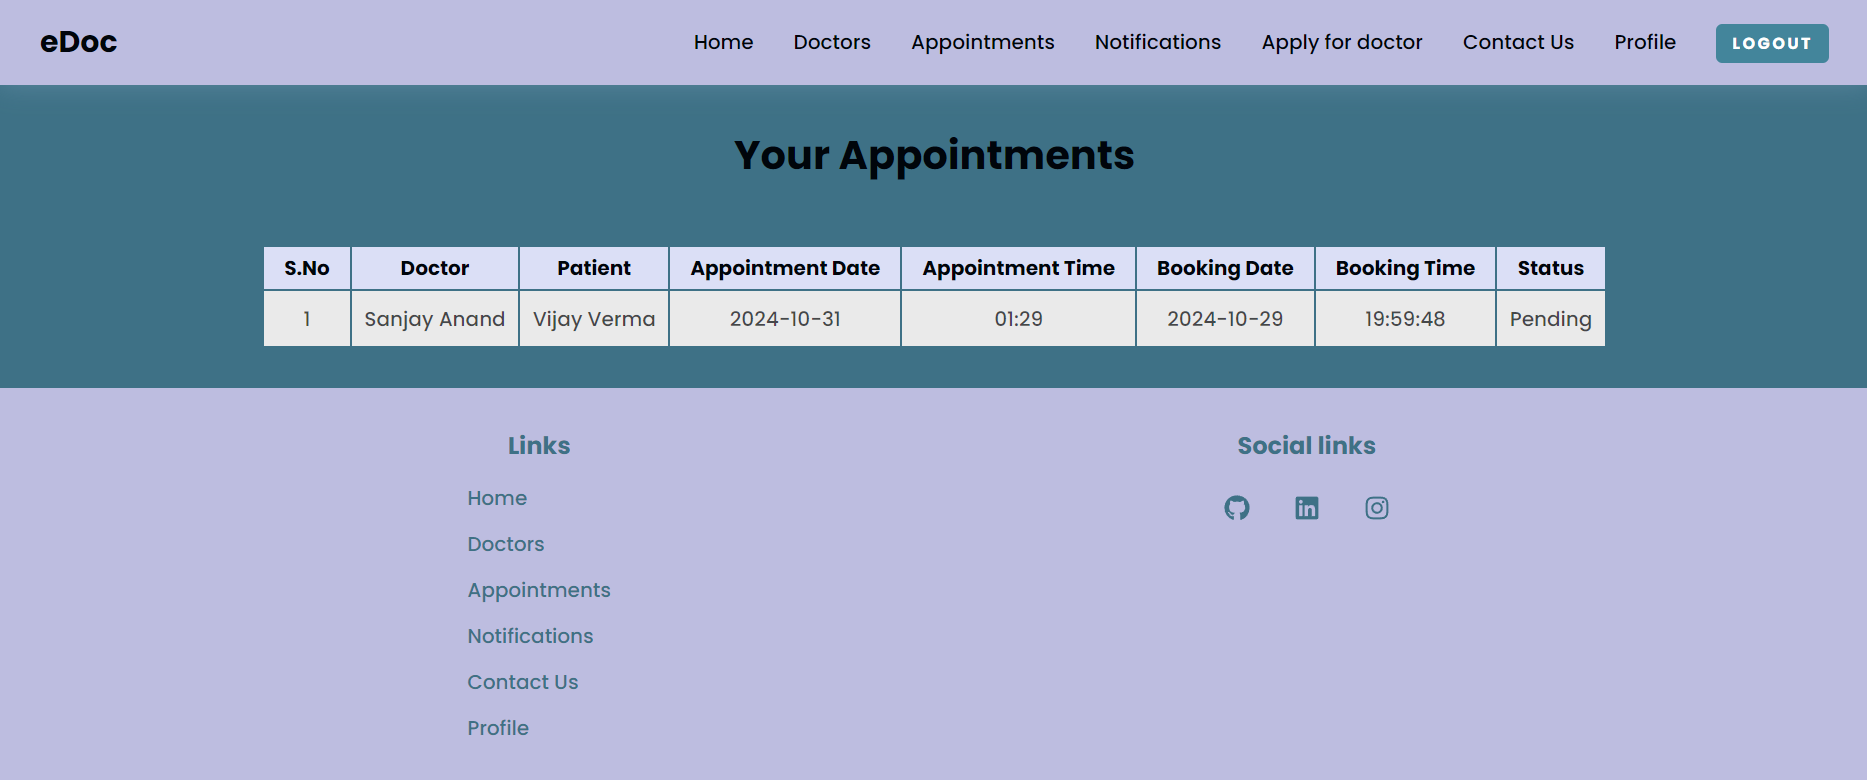 eDoc Home Doctors Appointments Notifications Apply for doctor Contact Us Profile LOGOUT
Your Appointments
S.No Doctor Patient Appointment Date Appointment Time Booking Date Booking Time Status
1 Sanjay Anand Vijay Verma 2024-10-31 01:29 2024-10-29 19:59:48 Pending
Links
Home
Doctors
Appointments
Notifications
Contact Us
Profile
Social links